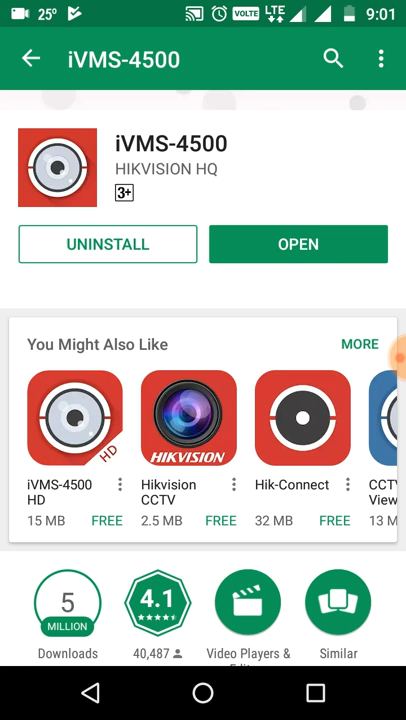 25° VOLTE LTE 9:01
iVMS-4500
iVMS-4500
HIKVISION HQ
3+
UNINSTALL OPEN
You Might Also Like MORE
HD HIKVISION
iVMS-4500 HD
Hikvision CCTV
Hik-Connect
CCTV View
15 MB FREE 2.5 MB FREE 32 MB FREE 13 M
5 MILLION
4.1
Downloads 40,487 Video Players & Similar